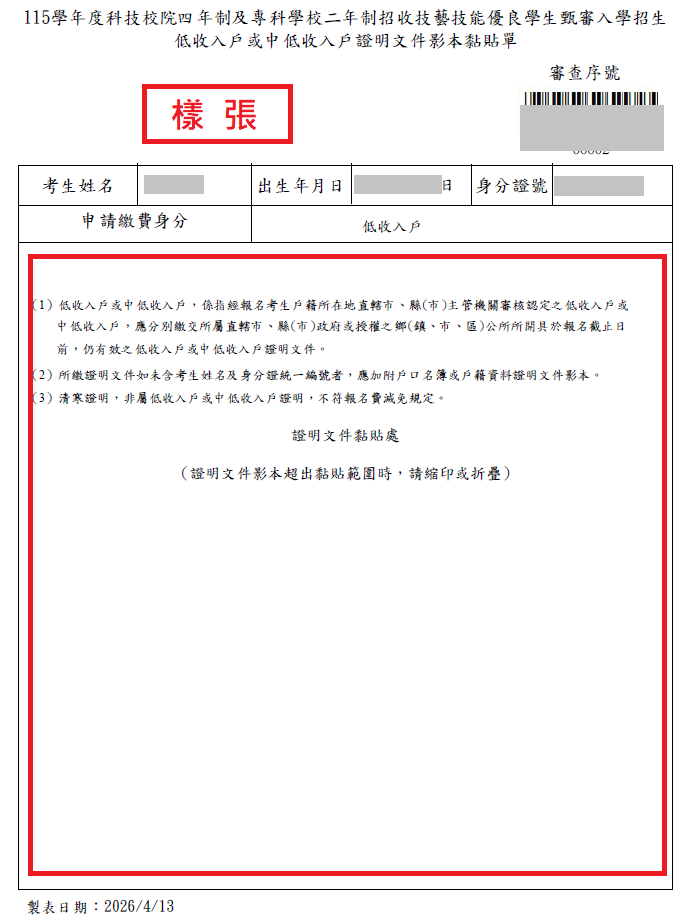 115學年度科技校院四年制及專科學校二年制招收技藝技能優良學生甄審入學招生
低收入戶或中低收入戶證明文件影本黏貼單
審查序號
樣張
考生姓名 出生年月日 日 身分證號
申請繳費身分 低收入戶
(1) 低收入戶或中低收入戶，係指經報名考生戶籍所在地直轄市、縣(市)主管機關審核認定之低收入戶或
中低收入戶，應分別繳交所屬直轄市、縣(市)政府或授權之鄉(鎮、市、區)公所所開具於報名截止日
前，仍有效之低收入戶或中低收入戶證明文件。
(2) 所繳證明文件如未含考生姓名及身分證統一編號者，應加附戶口名簿或戶籍資料證明文件影本。
(3) 清寒證明，非屬低收入戶或中低收入戶證明，不符報名費減免規定。
證明文件黏貼處
（證明文件影本超出黏貼範圍時，請縮印或折疊）
製表日期：2026/4/13